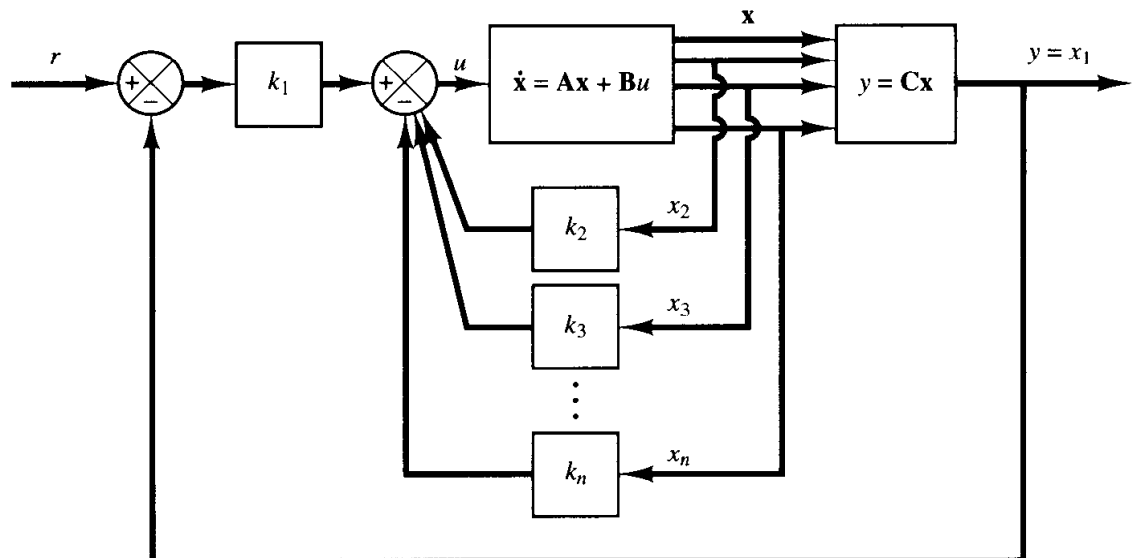 r
+
−
k₁
+
−
u
ẋ = Ax + Bu
x
y = Cx
y = x₁
k₂
x₂
k₃
x₃
⋮
kₙ
xₙ